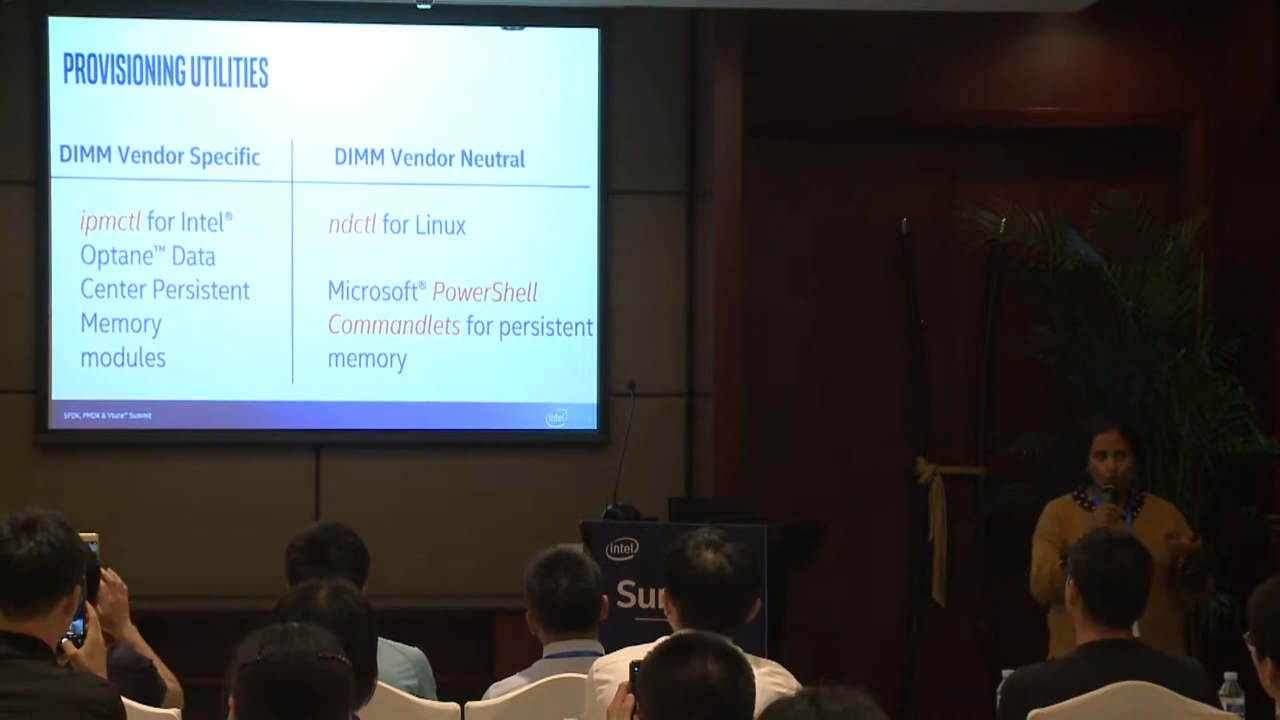 PROVISIONING UTILITIES
DIMM Vendor Specific
DIMM Vendor Neutral
ipmctl for Intel®
Optane™ Data
Center Persistent
Memory
modules
ndctl for Linux
Microsoft® PowerShell
Commandlets for persistent
memory
SPDK, PMDK & Vtune™ Summit
intel
intel
Su